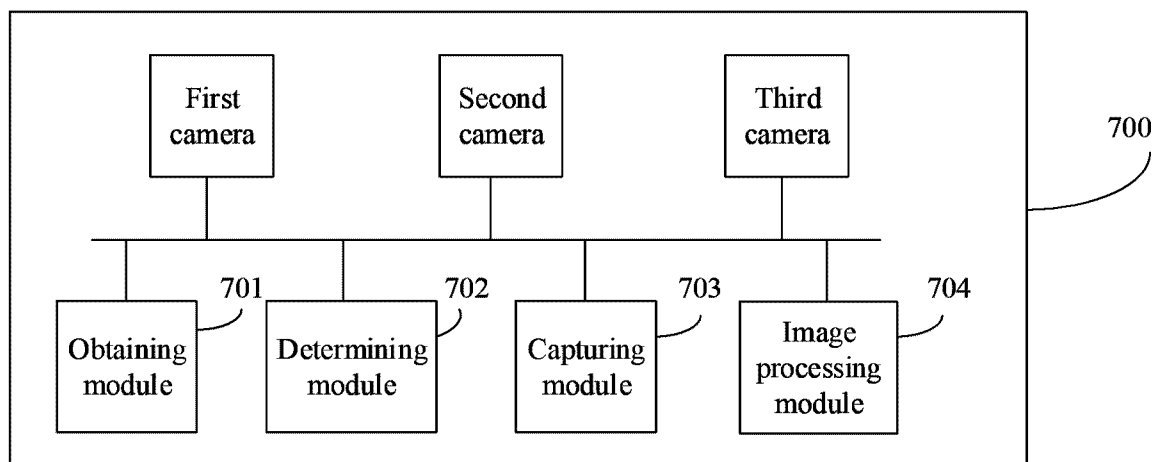 First
camera
Second
camera
Third
camera
700
701
702
703
704
Obtaining
module
Determining
module
Capturing
module
Image
processing
module